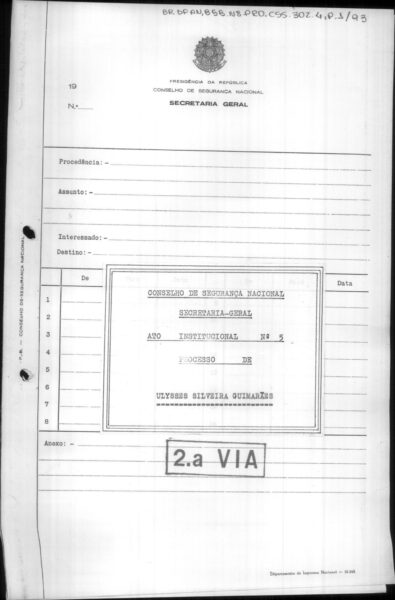 BR.DFAN,BSB.N8.PRO.CSS.302.4,P.1/93
PRESIDÊNCIA DA REPÚBLICA
CONSELHO DE SEGURANÇA NACIONAL
SECRETARIA GERAL
19
N.º
Procedência: -
Assunto: -
Interessado: -
Destino: -
De
Data
1
2
3
4
5
6
7
8
CONSELHO DE SEGURANÇA NACIONAL
SECRETARIA-GERAL
ATO INSTITUCIONAL Nº 5
PROCESSO DE
ULYSSES SILVEIRA GUIMARÃES
Anexo: -
2.a VIA
CONSELHO DE SEGURANÇA NACIONAL
Departamento de Imprensa Nacional